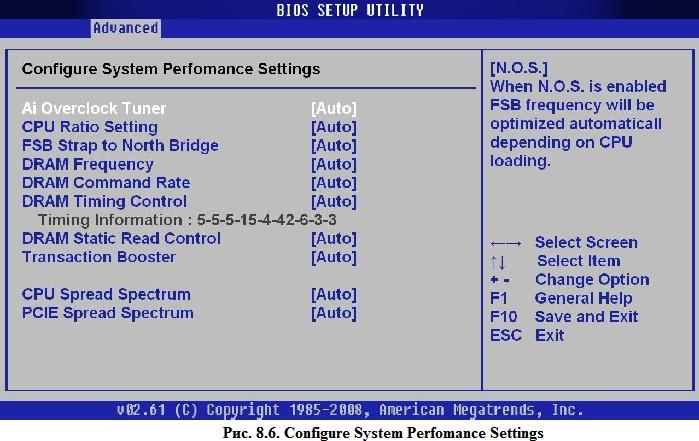 BIOS SETUP UTILITY
Advanced
Configure System Perfomance Settings
Ai Overclock Tuner [Auto]
CPU Ratio Setting [Auto]
FSB Strap to North Bridge [Auto]
DRAM Frequency [Auto]
DRAM Command Rate [Auto]
DRAM Timing Control [Auto]
Timing Information : 5-5-5-15-4-42-6-3-3
DRAM Static Read Control [Auto]
Transaction Booster [Auto]
CPU Spread Spectrum [Auto]
PCIE Spread Spectrum [Auto]
[N.O.S.]
When N.O.S. is enabled
FSB frequency will be
optimized automaticall
depending on CPU
loading.
←→ Select Screen
↑↓ Select Item
+ - Change Option
F1 General Help
F10 Save and Exit
ESC Exit
v02.61 (C) Copyright 1985-2008, American Megatrends, Inc.
Рис. 8.6. Configure System Perfomance Settings